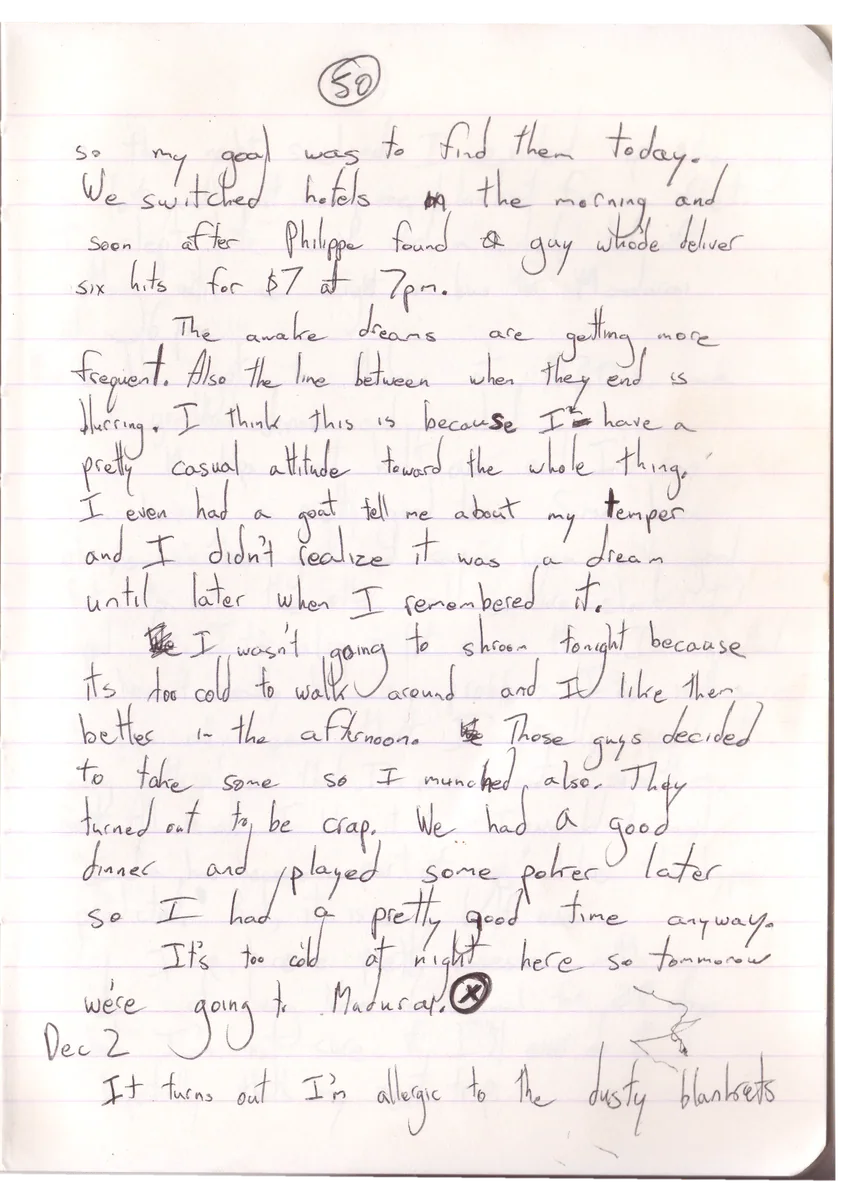 50
so my goal was to find them today.
We switched hotels in the morning and
soon after Philippe found a guy who'de deliver
six hits for $7 at 7pm.
The awake dreams are getting more
frequent. Also the line between when they end is
blurring. I think this is because I have a
pretty casual attitude toward the whole thing.
I even had a goat tell me about my temper
and I didn't realize it was a dream
until later when I remembered it.
I wasn't going to shroom tonight because
its too cold to walk around and I like them
better in the afternoon. Those guys decided
to take some so I munched also. They
turned out to be crap. We had a good
dinner and played some poker later
so I had a pretty good time anyway.
It's too cold at night here so tommorow
we're going to Madurai. X
Dec 2
It turns out I'm allergic to the dusty blankets